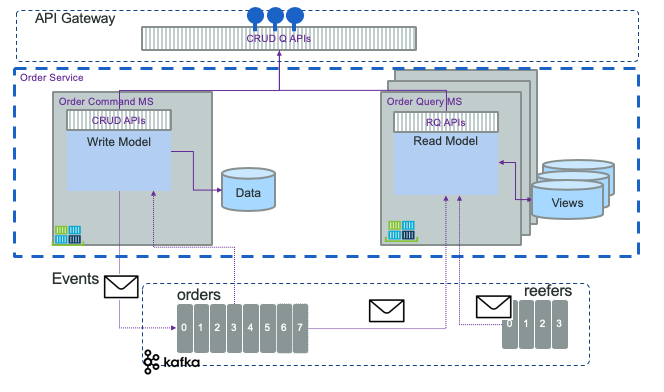 API Gateway
CRUD Q APIs
Order Service
Order Command MS
CRUD APIs
Write Model
Data
Order Query MS
RQ APIs
Read Model
Views
Events
orders
0 1 2 3 4 5 6 7
reefers
0 1 2 3
kafka